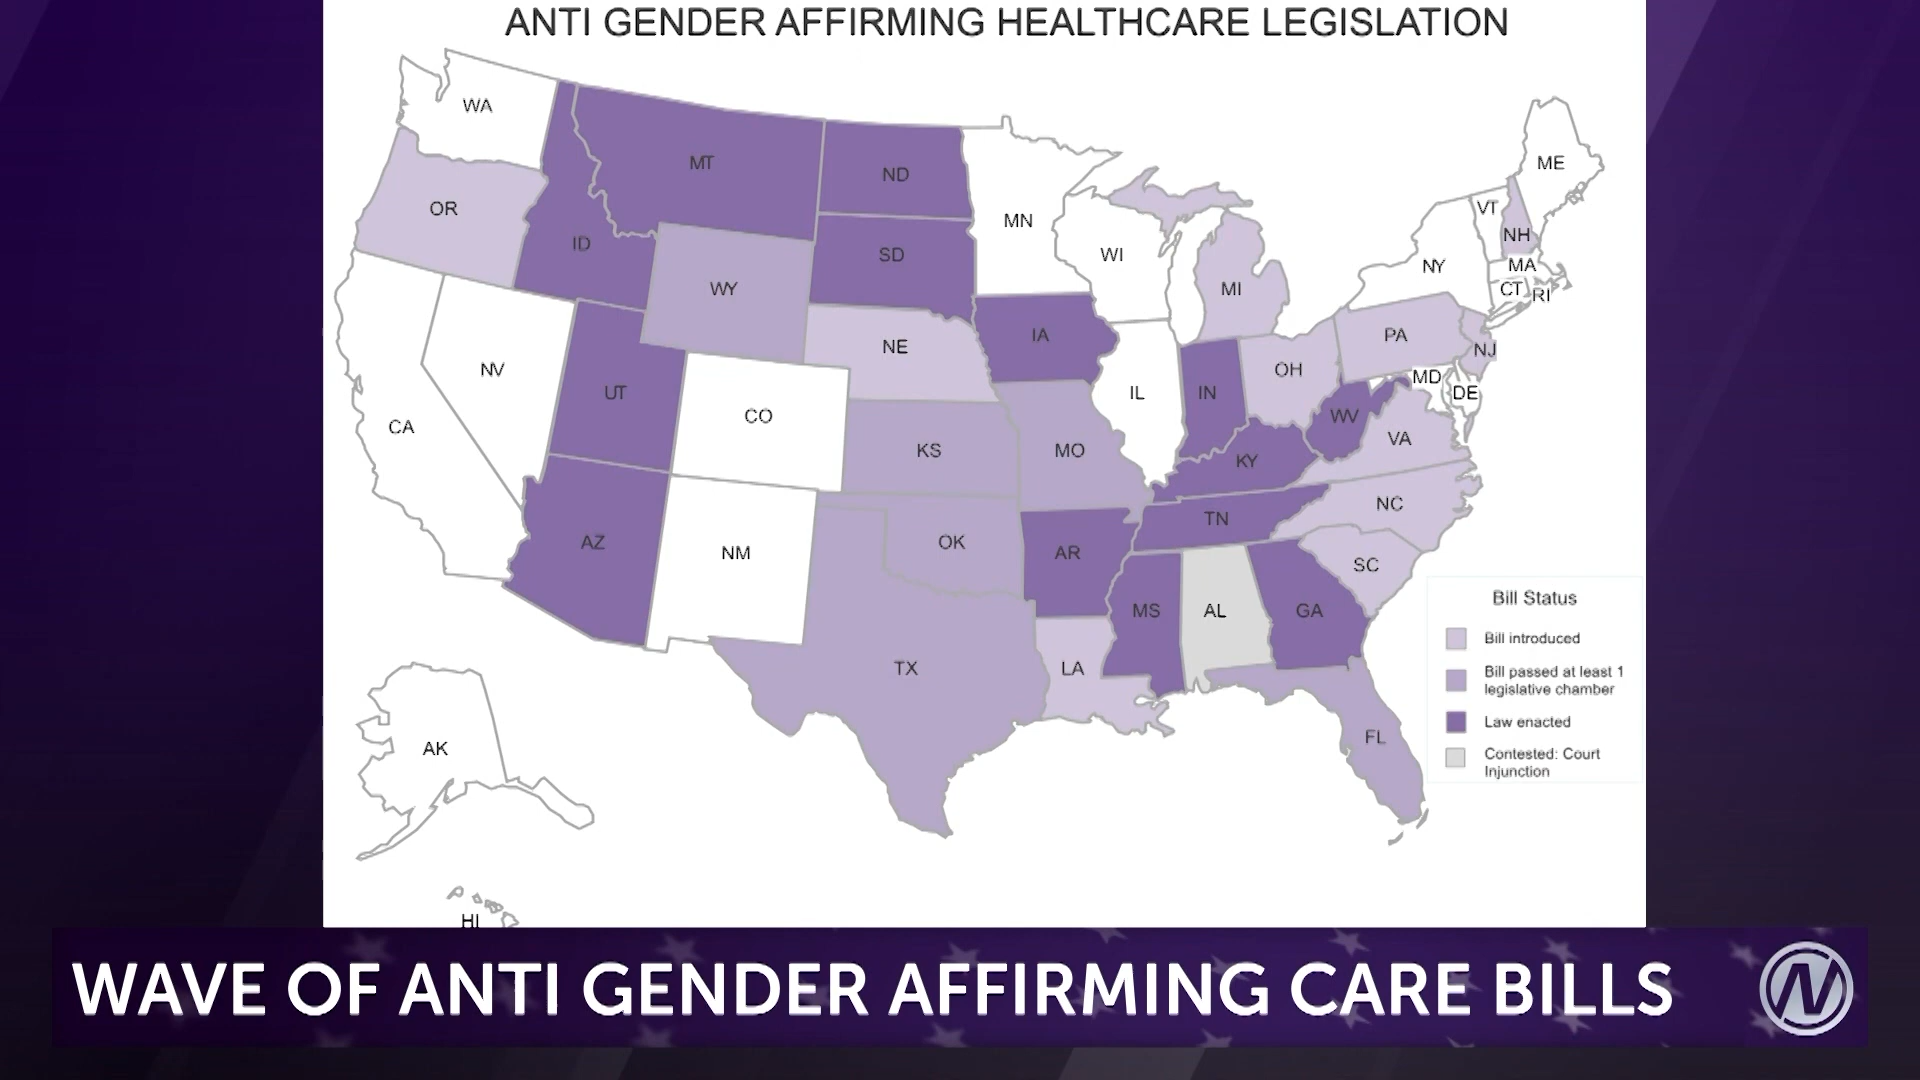 ANTI GENDER AFFIRMING HEALTHCARE LEGISLATION
WA
MT
ND
MN
ME
OR
ID
SD
WI
VT
NH
WY
MI
NY
MA
CT
RI
NE
IA
PA
NJ
NV
UT
CO
IL
IN
OH
MD
DE
CA
KS
MO
WV
VA
KY
AZ
NM
OK
AR
TN
NC
SC
MS
AL
GA
TX
LA
FL
AK
HI
Bill Status
Bill introduced
Bill passed at least 1
legislative chamber
Law enacted
Contested: Court
Injunction
WAVE OF ANTI GENDER AFFIRMING CARE BILLS
N